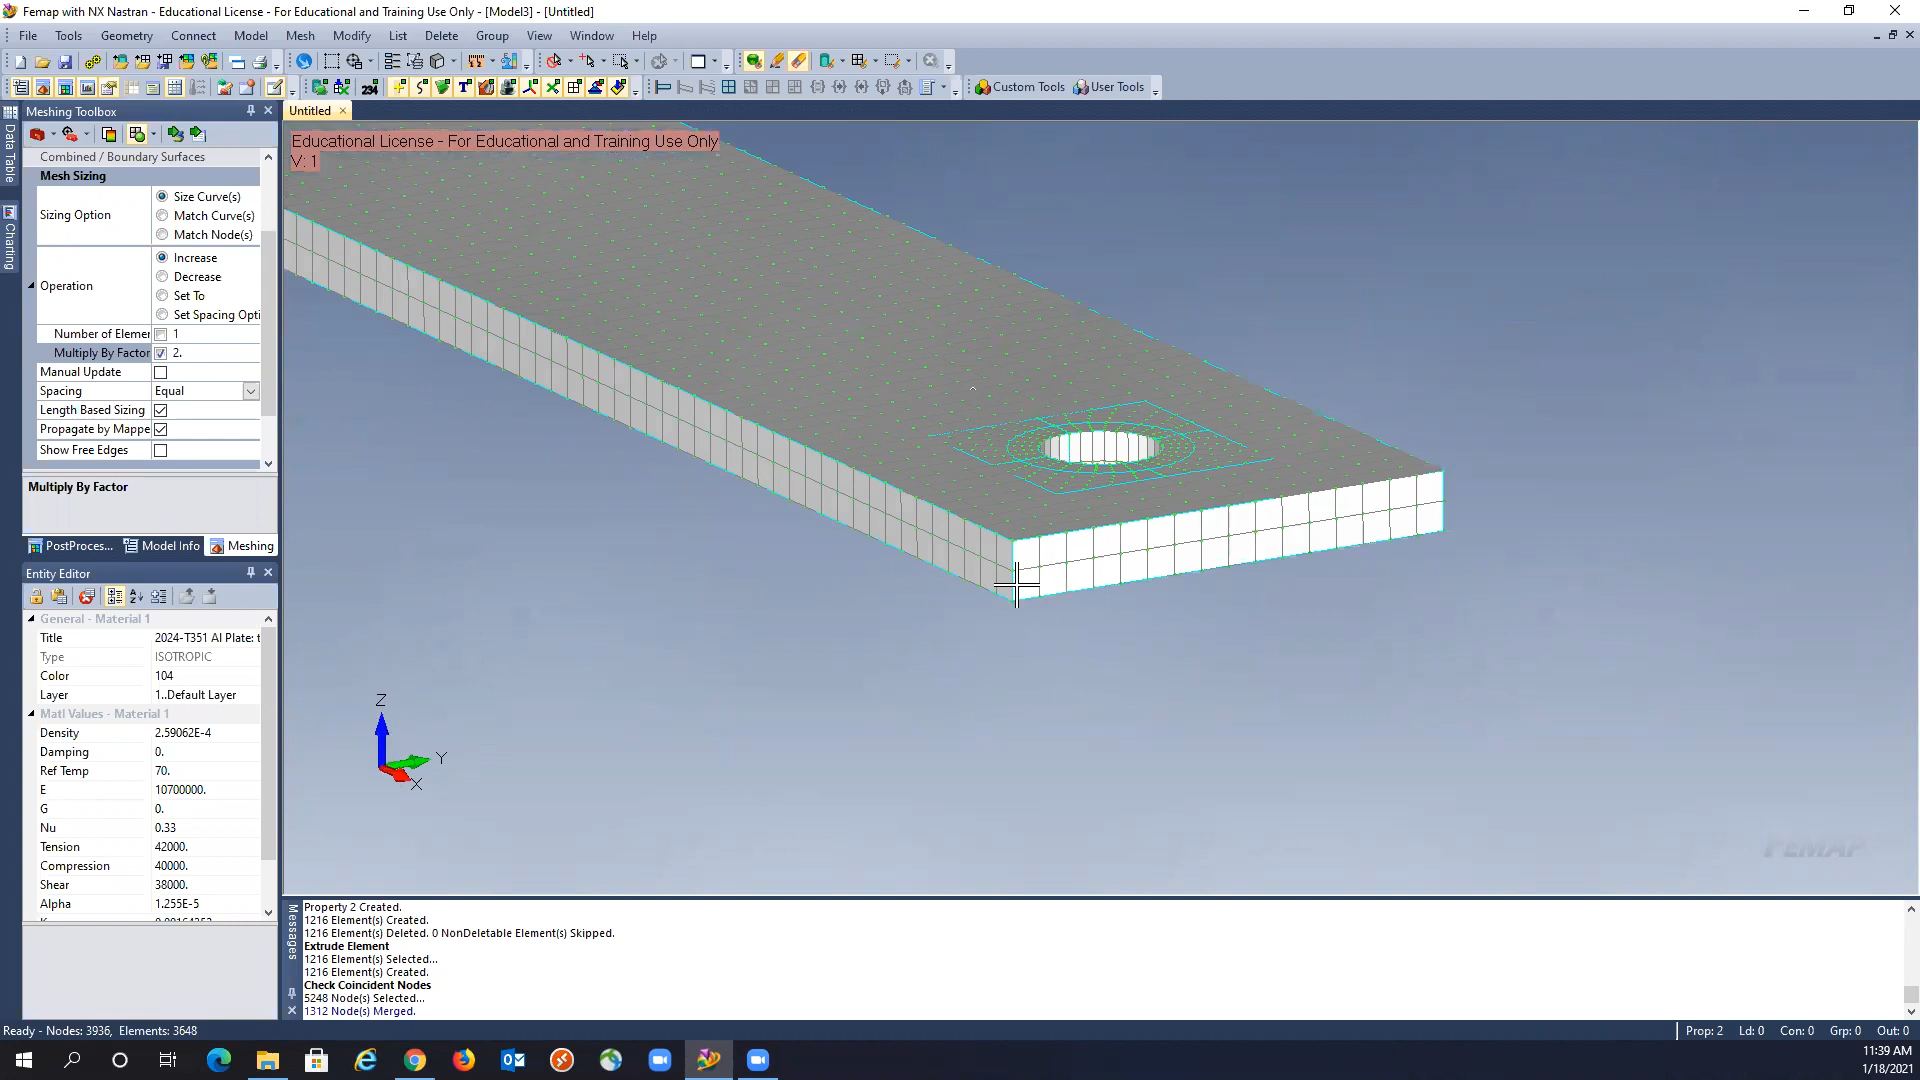 Femap with NX Nastran - Educational License - For Educational and Training Use Only - [Model3] - [Untitled]
File Tools Geometry Connect Model Mesh Modify List Delete Group View Window Help
234 T Custom Tools User Tools
Meshing Toolbox
Untitled
Educational License - For Educational and Training Use Only
V: 1
Data Table
Charting
Combined / Boundary Surfaces
Mesh Sizing
Sizing Option
Size Curve(s)
Match Curve(s)
Match Node(s)
Operation
Increase
Decrease
Set To
Set Spacing Opti
Number of Elemer 1
Multiply By Factor 2.
Manual Update
Spacing Equal
Length Based Sizing
Propagate by Mappe
Show Free Edges
Multiply By Factor
PostProces... Model Info Meshing
Entity Editor
General - Material 1
Title 2024-T351 Al Plate: t
Type ISOTROPIC
Color 104
Layer 1..Default Layer
Matl Values - Material 1
Density 2.59062E-4
Damping 0.
Ref Temp 70.
E 10700000.
G 0.
Nu 0.33
Tension 42000.
Compression 40000.
Shear 38000.
Alpha 1.255E-5
Z
Y
X
FEMAP
Messages
Property 2 Created.
1216 Element(s) Created.
1216 Element(s) Deleted. 0 NonDeletable Element(s) Skipped.
Extrude Element
1216 Element(s) Selected...
1216 Element(s) Created.
Check Coincident Nodes
5248 Node(s) Selected...
1312 Node(s) Merged.
Ready - Nodes: 3936, Elements: 3648
Prop: 2 Ld: 0 Con: 0 Grp: 0 Out: 0
11:39 AM
1/18/2021